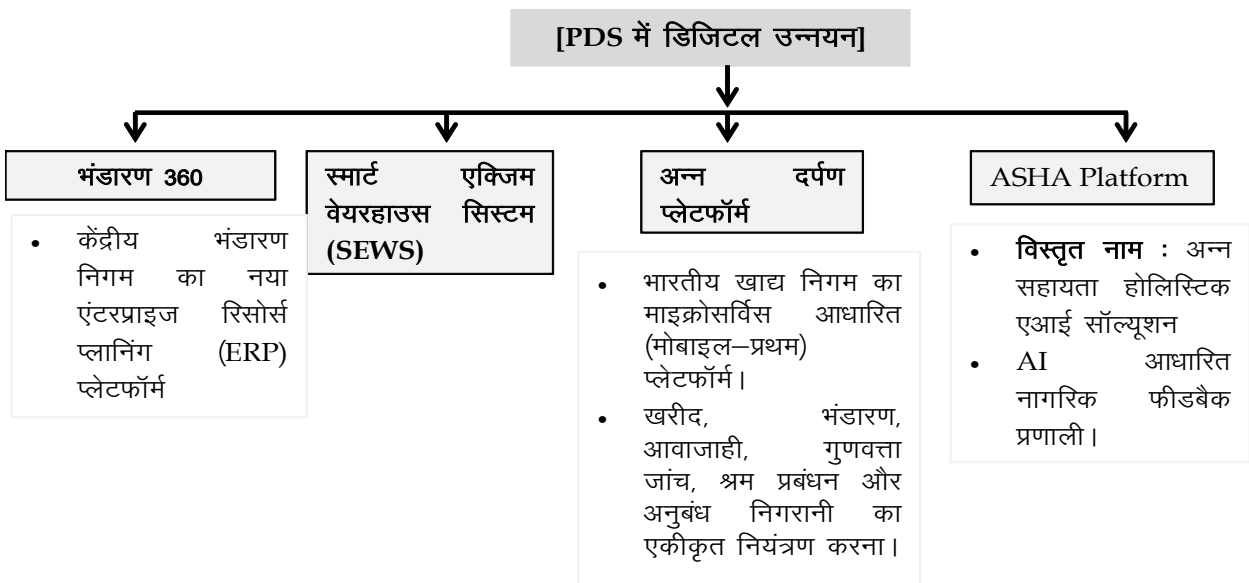 [PDS में डिजिटल उन्नयन]
भंडारण 360
केंद्रीय भंडारण
निगम का नया
एंटरप्राइज रिसोर्स
प्लानिंग (ERP)
प्लेटफॉर्म
स्मार्ट एक्जिम
वेयरहाउस सिस्टम
(SEWS)
अन्न दर्पण
प्लेटफॉर्म
• भारतीय खाद्य निगम का
माइक्रोसर्विस आधारित
(मोबाइल–प्रथम)
प्लेटफॉर्म।
• खरीद, भंडारण,
आवाजाही, गुणवत्ता
जांच, श्रम प्रबंधन और
अनुबंध निगरानी का
एकीकृत नियंत्रण करना।
ASHA Platform
• विस्तृत नाम : अन्न
सहायता होलिस्टिक
एआई सॉल्यूशन
• AI आधारित
नागरिक फीडबैक
प्रणाली।